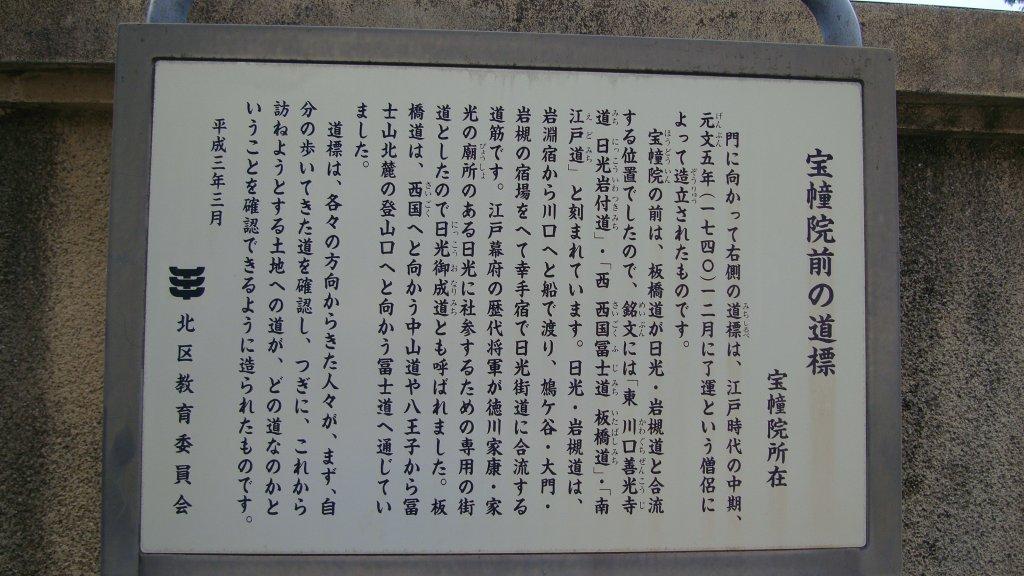 宝幢院前の道標
宝幢院所在
門に向かって右側の道標は、江戸時代の中期、
元文五年(一七四〇)一二月に了運という僧侶に
よって造立されたものです。
宝幢院の前は、板橋道が日光・岩槻道と合流
する位置でしたので、銘文には「東 川口善光寺
道 日光岩付道」・「西 西国冨士道 板橋道」・「南
江戸道」と刻まれています。日光・岩槻道は、
岩淵宿から川口へと船で渡り、鳩ケ谷・大門・
岩槻の宿場をへて幸手宿で日光街道に合流する
道筋です。江戸幕府の歴代将軍が徳川家康・家
光の廟所のある日光に社参するための専用の街
道としたので日光御成道とも呼ばれました。板
橋道は、西国へと向かう中山道や八王子から冨
士山北麓の登山口へと向かう冨士道へ通じてい
ました。
道標は、各々の方向からきた人々が、まず、自
分の歩いてきた道を確認し、つぎに、これから
訪ねようとする土地への道が、どの道なのかと
いうことを確認できるように造られたものです。
平成三年三月
北区教育委員会